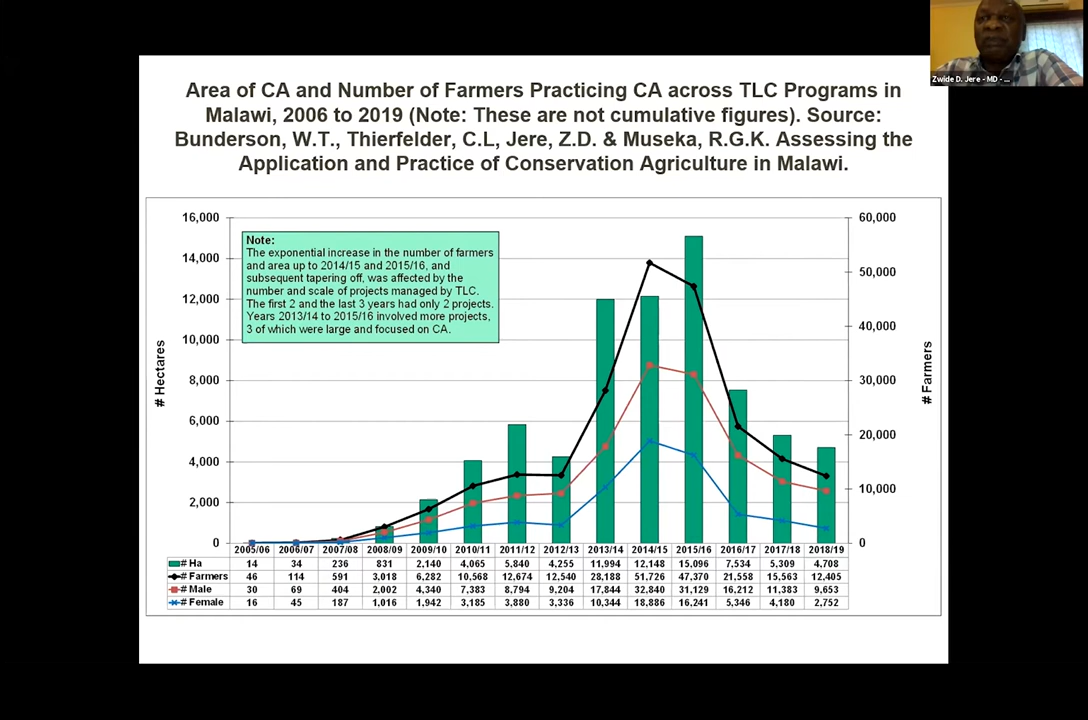 Zwide D. Jere - MD - ...
Area of CA and Number of Farmers Practicing CA across TLC Programs in
Malawi, 2006 to 2019 (Note: These are not cumulative figures). Source:
Bunderson, W.T., Thierfelder, C.L, Jere, Z.D. & Museka, R.G.K. Assessing the
Application and Practice of Conservation Agriculture in Malawi.
16,000
14,000
12,000
10,000
8,000
6,000
4,000
2,000
0
# Hectares
Note:
The exponential increase in the number of farmers
and area up to 2014/15 and 2015/16, and
subsequent tapering off, was affected by the
number and scale of projects managed by TLC.
The first 2 and the last 3 years had only 2 projects.
Years 2013/14 to 2015/16 involved more projects,
3 of which were large and focused on CA.
60,000
50,000
40,000
30,000
20,000
10,000
0
# Farmers
2005/06 2006/07 2007/08 2008/09 2009/10 2010/11 2011/12 2012/13 2013/14 2014/15 2015/16 2016/17 2017/18 2018/19
# Ha 14 34 236 831 2,140 4,065 5,840 4,255 11,994 12,148 15,096 7,534 5,309 4,708
# Farmers 46 114 591 3,018 6,282 10,568 12,674 12,540 28,188 51,726 47,370 21,558 15,563 12,405
# Male 30 69 404 2,002 4,340 7,383 8,794 9,204 17,844 32,840 31,129 16,212 11,383 9,653
# Female 16 45 187 1,016 1,942 3,185 3,880 3,336 10,344 18,886 16,241 5,346 4,180 2,752